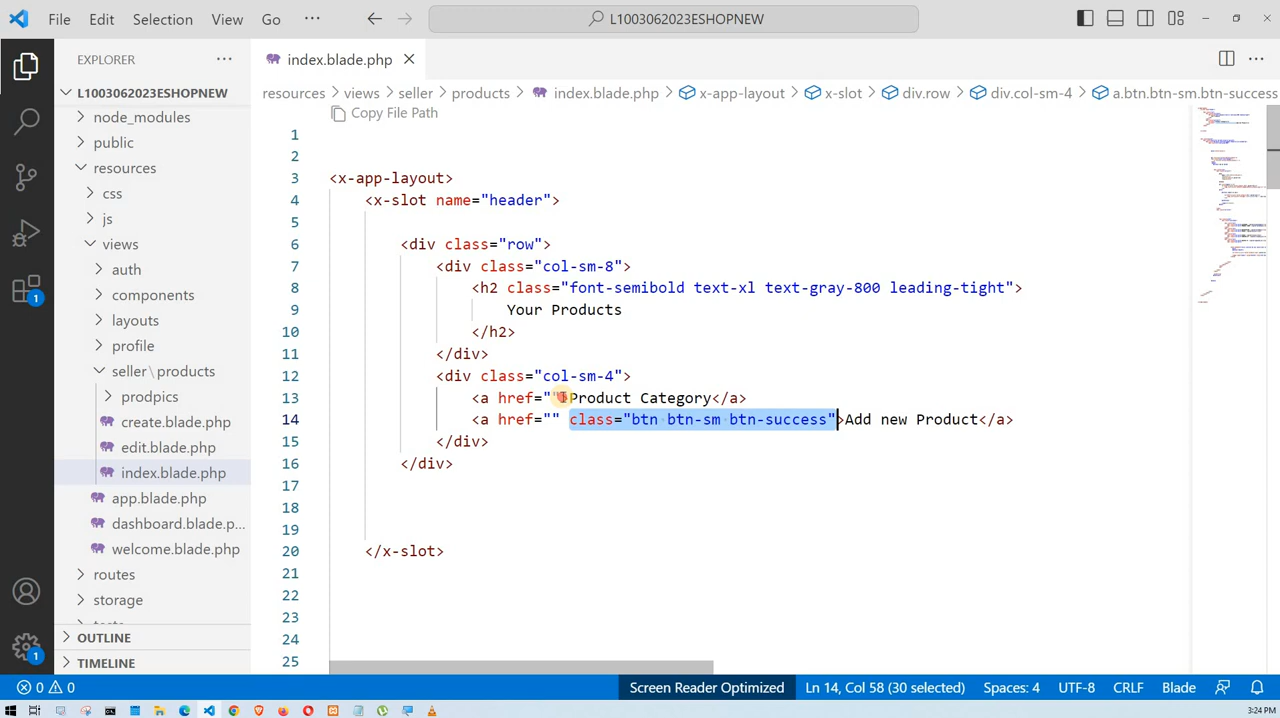 File Edit Selection View Go ··· L1003062023ESHOPNEW
EXPLORER ···
L1003062023ESHOPNEW
node_modules
public
resources
css
js
views
auth
components
layouts
profile
seller\products
prodpics
create.blade.php
edit.blade.php
index.blade.php
app.blade.php
dashboard.blade.p...
welcome.blade.php
routes
storage
OUTLINE
TIMELINE
1
1
index.blade.php
resources views seller products index.blade.php x-app-layout x-slot div.row div.col-sm-4 a.btn.btn-sm.btn-success
Copy File Path
1
2
3 <x-app-layout>
4 <x-slot name="header">
5
6 <div class="row">
7 <div class="col-sm-8">
8 <h2 class="font-semibold text-xl text-gray-800 leading-tight">
9 Your Products
10 </h2>
11 </div>
12 <div class="col-sm-4">
13 <a href="">Product Category</a>
14 <a href="" class="btn btn-sm btn-success">Add new Product</a>
15 </div>
16 </div>
17
18
19
20 </x-slot>
21
22
23
24
25
0 0 Screen Reader Optimized Ln 14, Col 58 (30 selected) Spaces: 4 UTF-8 CRLF Blade
3:24 PM